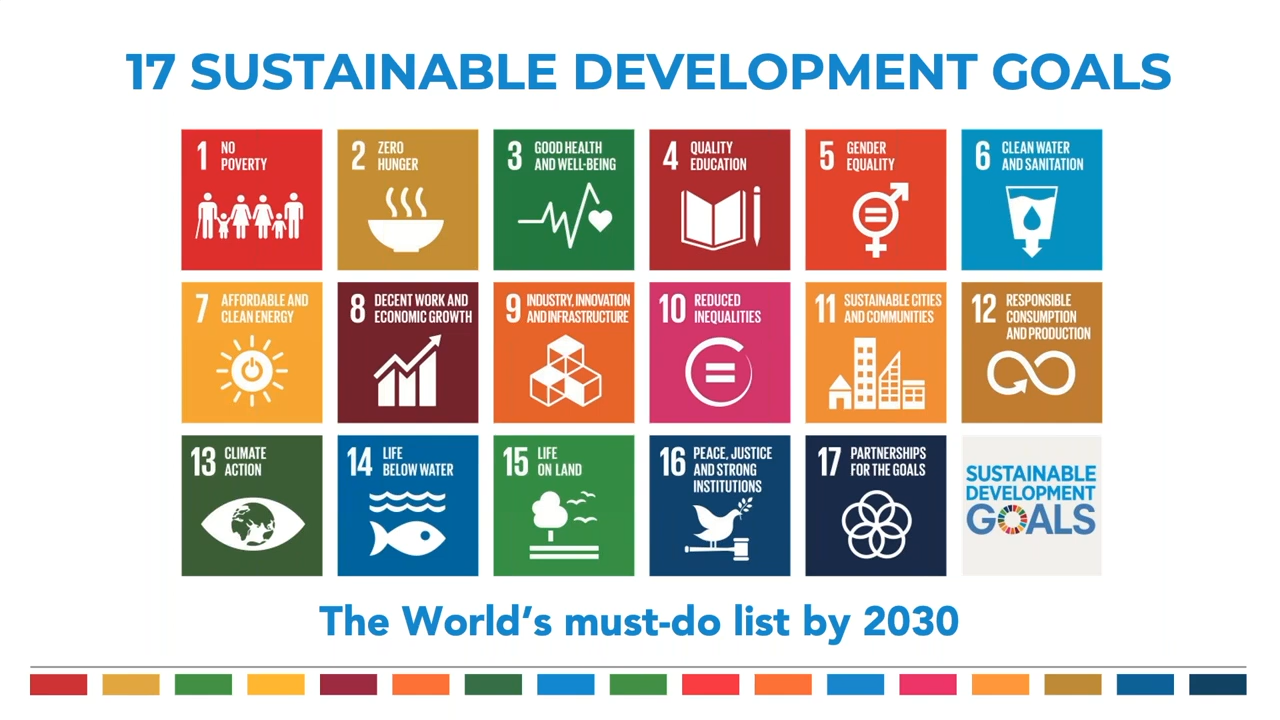 17 SUSTAINABLE DEVELOPMENT GOALS
1 NO
POVERTY
2 ZERO
HUNGER
3 GOOD HEALTH
AND WELL-BEING
4 QUALITY
EDUCATION
5 GENDER
EQUALITY
6 CLEAN WATER
AND SANITATION
7 AFFORDABLE AND
CLEAN ENERGY
8 DECENT WORK AND
ECONOMIC GROWTH
9 INDUSTRY, INNOVATION
AND INFRASTRUCTURE
10 REDUCED
INEQUALITIES
11 SUSTAINABLE CITIES
AND COMMUNITIES
12 RESPONSIBLE
CONSUMPTION
AND PRODUCTION
13 CLIMATE
ACTION
14 LIFE
BELOW WATER
15 LIFE
ON LAND
16 PEACE, JUSTICE
AND STRONG
INSTITUTIONS
17 PARTNERSHIPS
FOR THE GOALS
SUSTAINABLE
DEVELOPMENT
GOALS
The World's must-do list by 2030